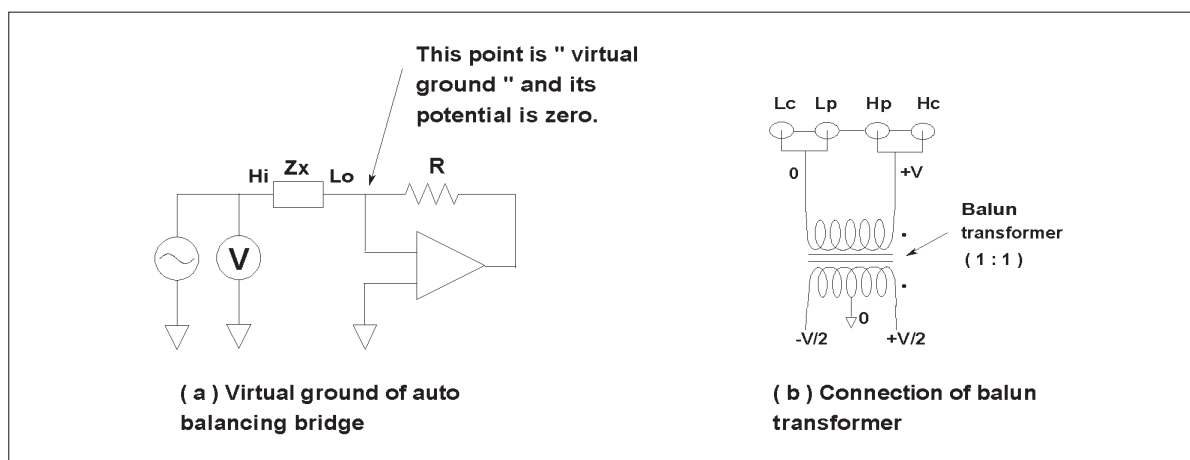 This point is " virtual
ground " and its
potential is zero.
Hi
Zx
Lo
R
V
( a ) Virtual ground of auto
balancing bridge
Lc Lp Hp Hc
0
+V
Balun
transformer
( 1 : 1 )
0
-V/2
+V/2
( b ) Connection of balun
transformer